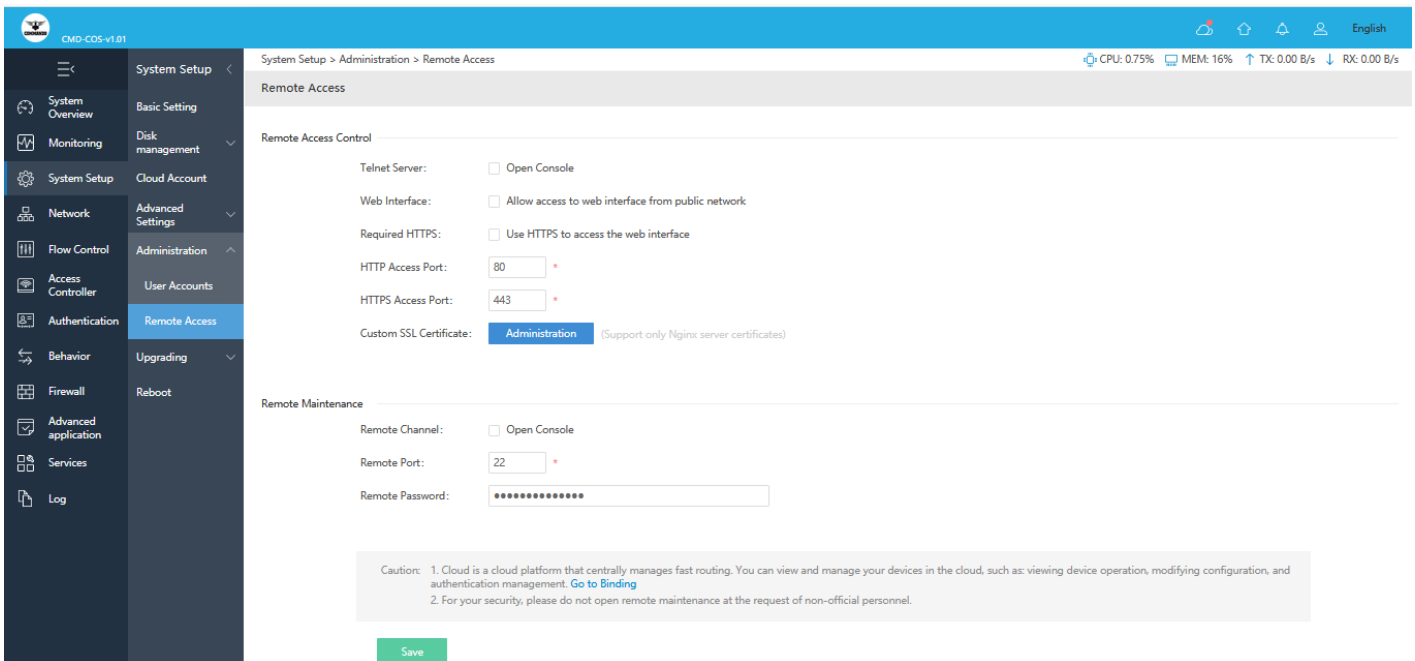 COMMANDO
CMD-COS-v1.01
English
System Setup
System Setup > Administration > Remote Access
CPU: 0.75%
MEM: 16%
TX: 0.00 B/s
RX: 0.00 B/s
Remote Access
System
Overview
Monitoring
System Setup
Network
Flow Control
Access
Controller
Authentication
Behavior
Firewall
Advanced
application
Services
Log
Basic Setting
Disk
management
Cloud Account
Advanced
Settings
Administration
User Accounts
Remote Access
Upgrading
Reboot
Remote Access Control
Telnet Server: Open Console
Web Interface: Allow access to web interface from public network
Required HTTPS: Use HTTPS to access the web interface
HTTP Access Port: 80 *
HTTPS Access Port: 443 *
Custom SSL Certificate: Administration (Support only Nginx server certificates)
Remote Maintenance
Remote Channel: Open Console
Remote Port: 22 *
Remote Password: ••••••••••••••
Caution: 1. Cloud is a cloud platform that centrally manages fast routing. You can view and manage your devices in the cloud, such as: viewing device operation, modifying configuration, and
authentication management. Go to Binding
2. For your security, please do not open remote maintenance at the request of non-official personnel.
Save